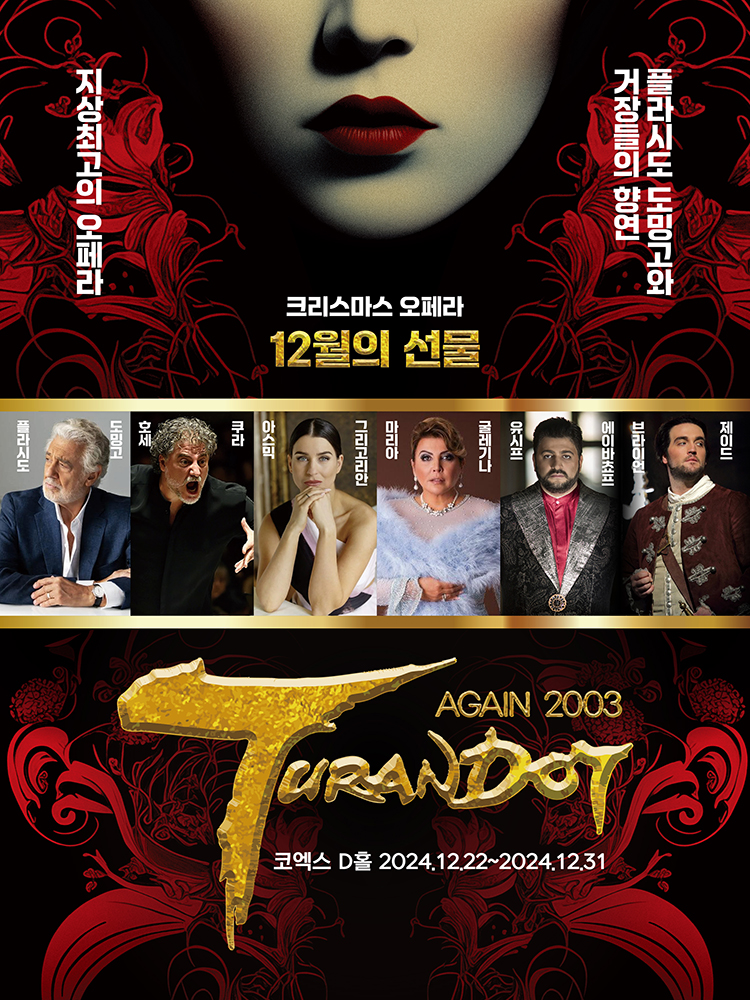 지상최고의 오페라
플라시도 도밍고와
거장들의 향연
크리스마스 오페라
12월의 선물
플라시도 도밍고
호세 쿠라
아스믹 그리고리안
마리아 굴레기나
유시프 에이바죠프
브라이언 제이드
AGAIN 2003
TURANDOT
코엑스 D홀 2024.12.22~2024.12.31